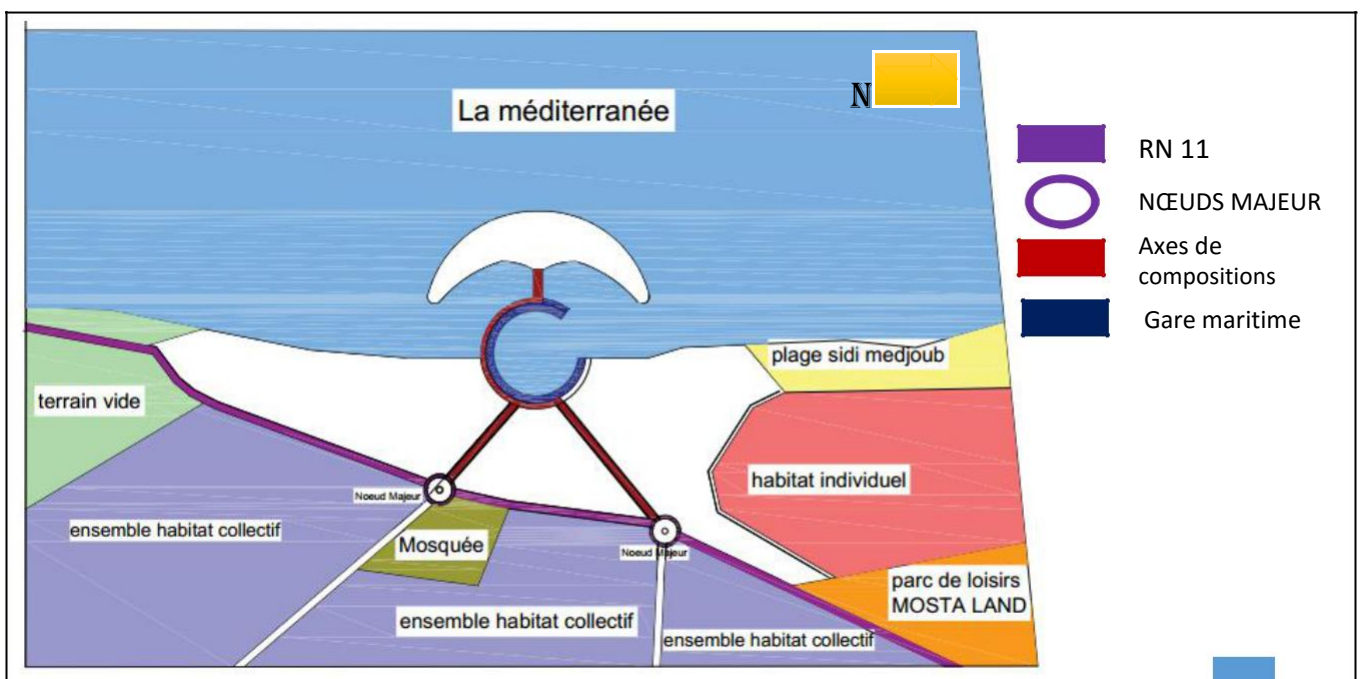 La méditerranée
N
RN 11
NŒUDS MAJEUR
Axes de
compositions
Gare maritime
plage sidi medjoub
terrain vide
habitat individuel
Noeud Majeur
ensemble habitat collectif
Mosquée
Noeud Majeur
parc de loisirs
MOSTA LAND
ensemble habitat collectif
ensemble habitat collectif